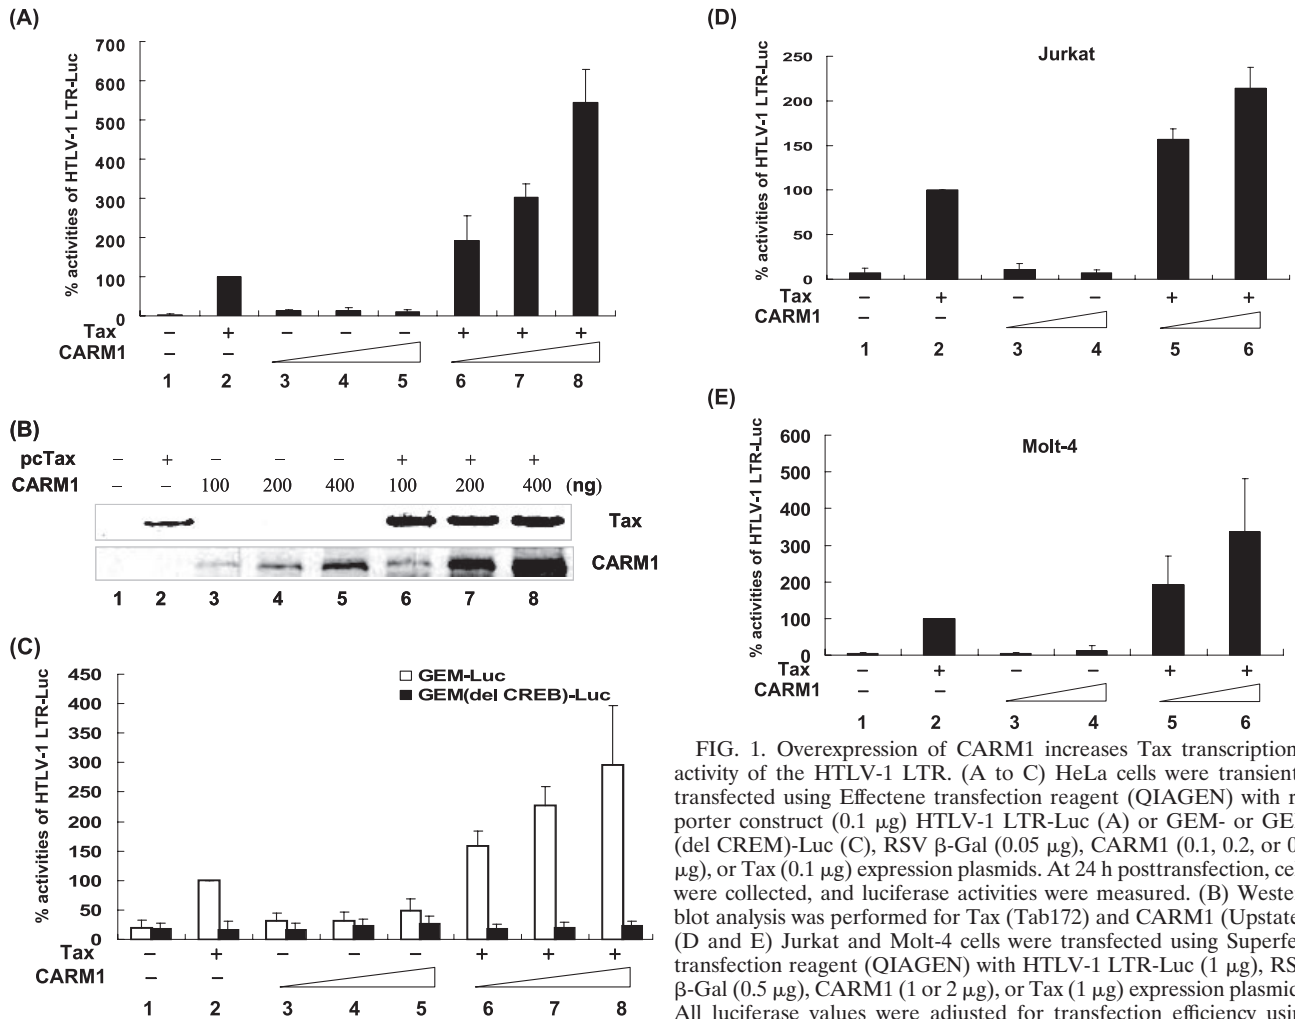 (A)
% activities of HTLV-1 LTR-Luc
700
600
500
400
300
200
100
0
Tax − + − − − + + +
CARM1 − −
1 2 3 4 5 6 7 8
(B)
pcTax − + − − − + + +
CARM1 − − 100 200 400 100 200 400 (ng)
Tax
CARM1
1 2 3 4 5 6 7 8
(C)
% activities of HTLV-1 LTR-Luc
450
400
350
300
250
200
150
100
50
0
GEM-Luc
GEM(del CREB)-Luc
Tax − + − − − + + +
CARM1 − −
1 2 3 4 5 6 7 8
(D)
Jurkat
% activities of HTLV-1 LTR-Luc
250
200
150
100
50
0
Tax − + − − + +
CARM1 − −
1 2 3 4 5 6
(E)
Molt-4
% activities of HTLV-1 LTR-Luc
600
500
400
300
200
100
0
Tax − + − − + +
CARM1 − −
1 2 3 4 5 6
FIG. 1. Overexpression of CARM1 increases Tax transcription
activity of the HTLV-1 LTR. (A to C) HeLa cells were transient
transfected using Effectene transfection reagent (QIAGEN) with r
porter construct (0.1 μg) HTLV-1 LTR-Luc (A) or GEM- or GE
(del CREM)-Luc (C), RSV β-Gal (0.05 μg), CARM1 (0.1, 0.2, or 0
μg), or Tax (0.1 μg) expression plasmids. At 24 h posttransfection, ce
were collected, and luciferase activities were measured. (B) Weste
blot analysis was performed for Tax (Tab172) and CARM1 (Upstate
(D and E) Jurkat and Molt-4 cells were transfected using Superfe
transfection reagent (QIAGEN) with HTLV-1 LTR-Luc (1 μg), RS
β-Gal (0.5 μg), CARM1 (1 or 2 μg), or Tax (1 μg) expression plasmid
All luciferase values were adjusted for transfection efficiency usin